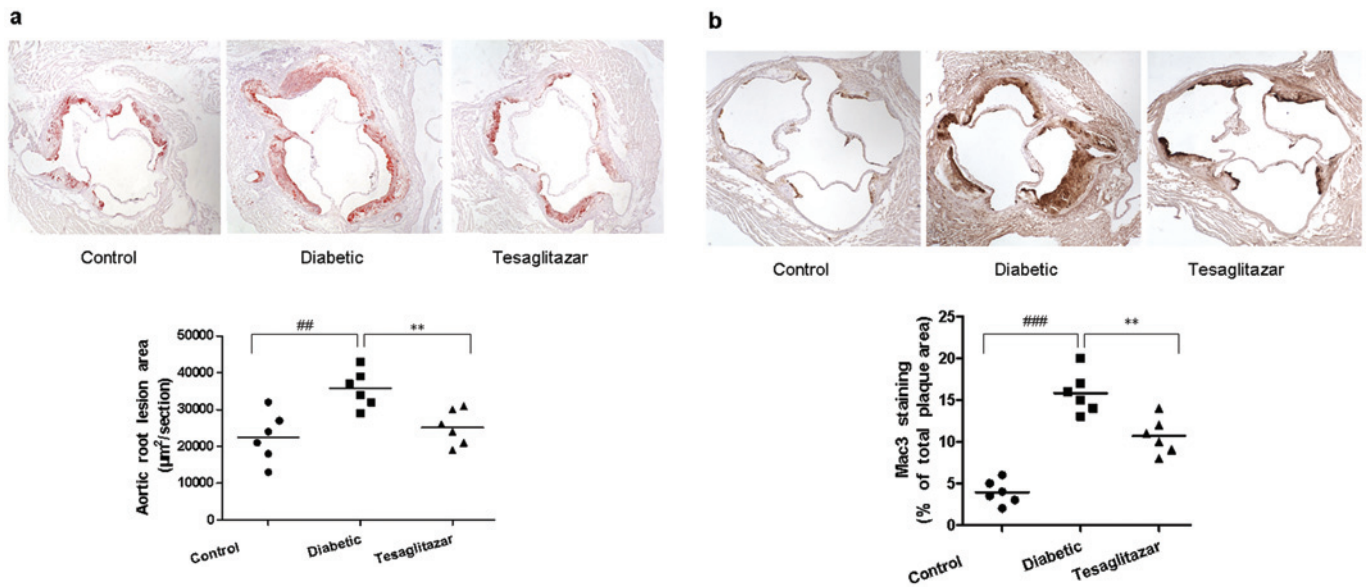 a
Control
Diabetic
Tesaglitazar
Aortic root lesion area
(µm²/section)
50000
40000
30000
20000
10000
0
##
**
Control
Diabetic
Tesaglitazar
b
Control
Diabetic
Tesaglitazar
Mac3 staining
(% of total plaque area)
25
20
15
10
5
0
###
**
Control
Diabetic
Tesaglitazar